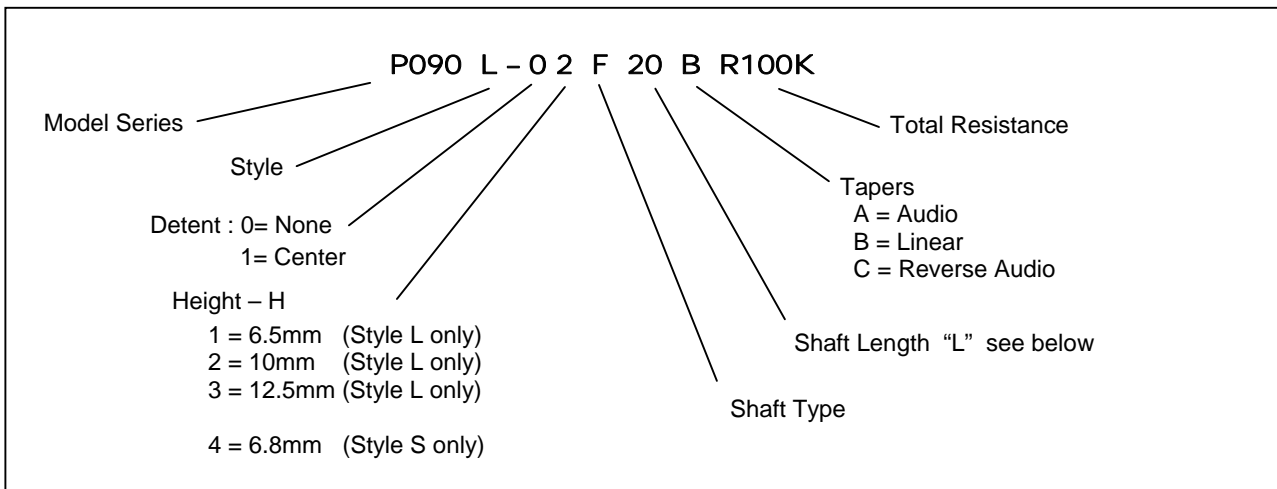 P090 L – 0 2 F 20 B R100K
Model Series
Total Resistance
Style
Tapers
A = Audio
B = Linear
C = Reverse Audio
Detent : 0= None
1= Center
Height – H
1 = 6.5mm (Style L only)
2 = 10mm (Style L only)
3 = 12.5mm (Style L only)
4 = 6.8mm (Style S only)
Shaft Length “L” see below
Shaft Type